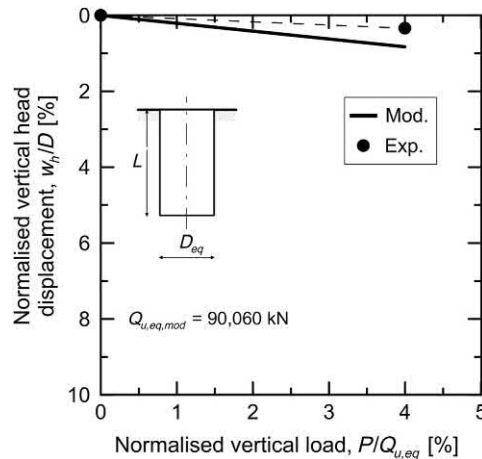 Normalised vertical head
displacement, w_h/D [%]
0
2
4
6
8
10
L
D_eq
Q_u,eq,mod = 90,060 kN
Mod.
Exp.
0 1 2 3 4 5
Normalised vertical load, P/Q_u,eq [%]